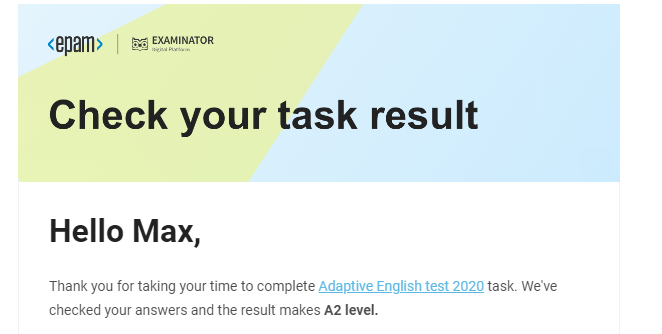 <epam> | EXAMINATOR
Digital Platform
Check your task result
Hello Max,
Thank you for taking your time to complete Adaptive English test 2020 task. We've
checked your answers and the result makes A2 level.